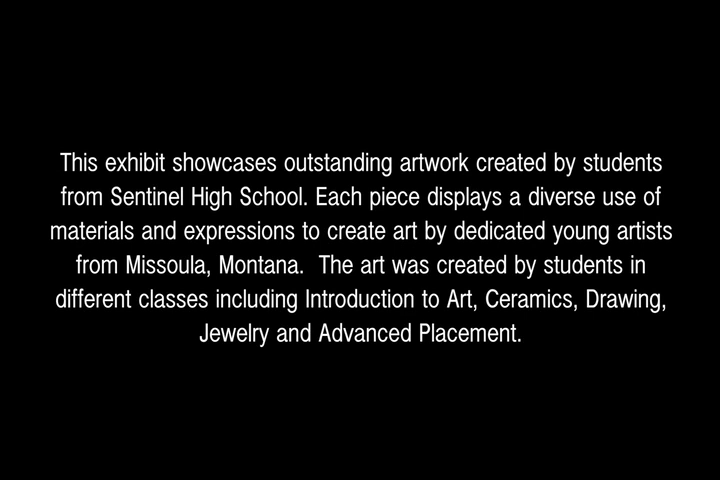 This exhibit showcases outstanding artwork created by students
from Sentinel High School. Each piece displays a diverse use of
materials and expressions to create art by dedicated young artists
from Missoula, Montana.  The art was created by students in
different classes including Introduction to Art, Ceramics, Drawing,
Jewelry and Advanced Placement.